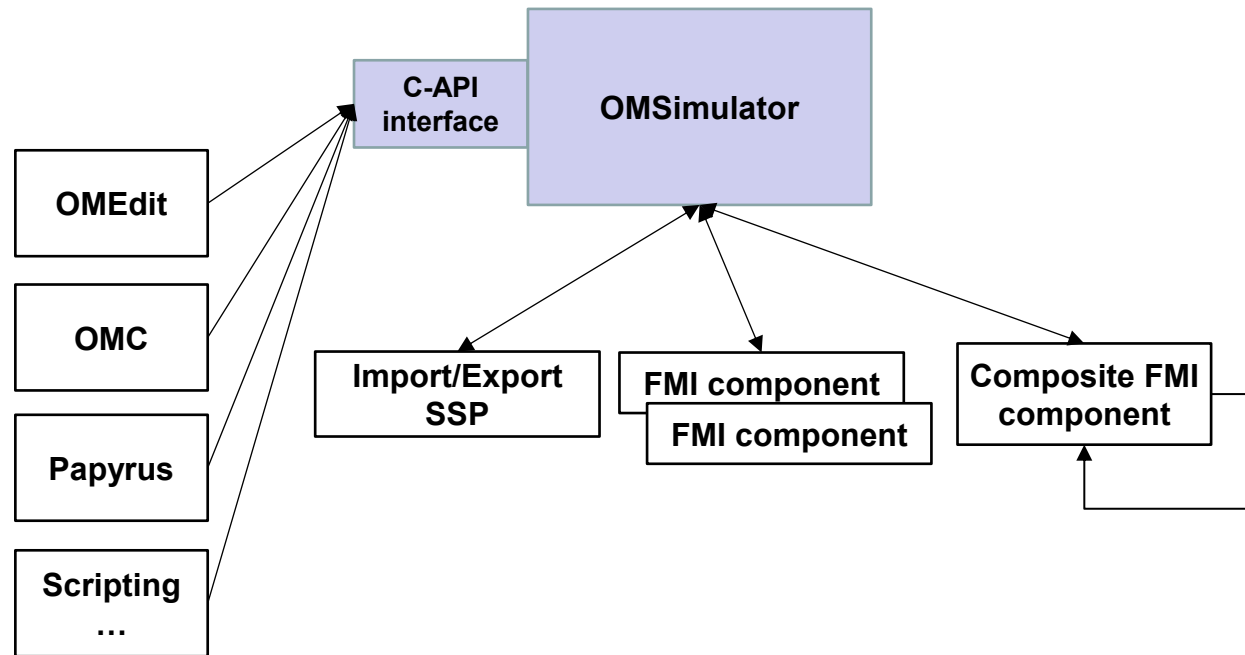 C-API
interface
OMSimulator
OMEdit
OMC
Papyrus
Scripting
…
Import/Export
SSP
FMI component
FMI component
Composite FMI
component